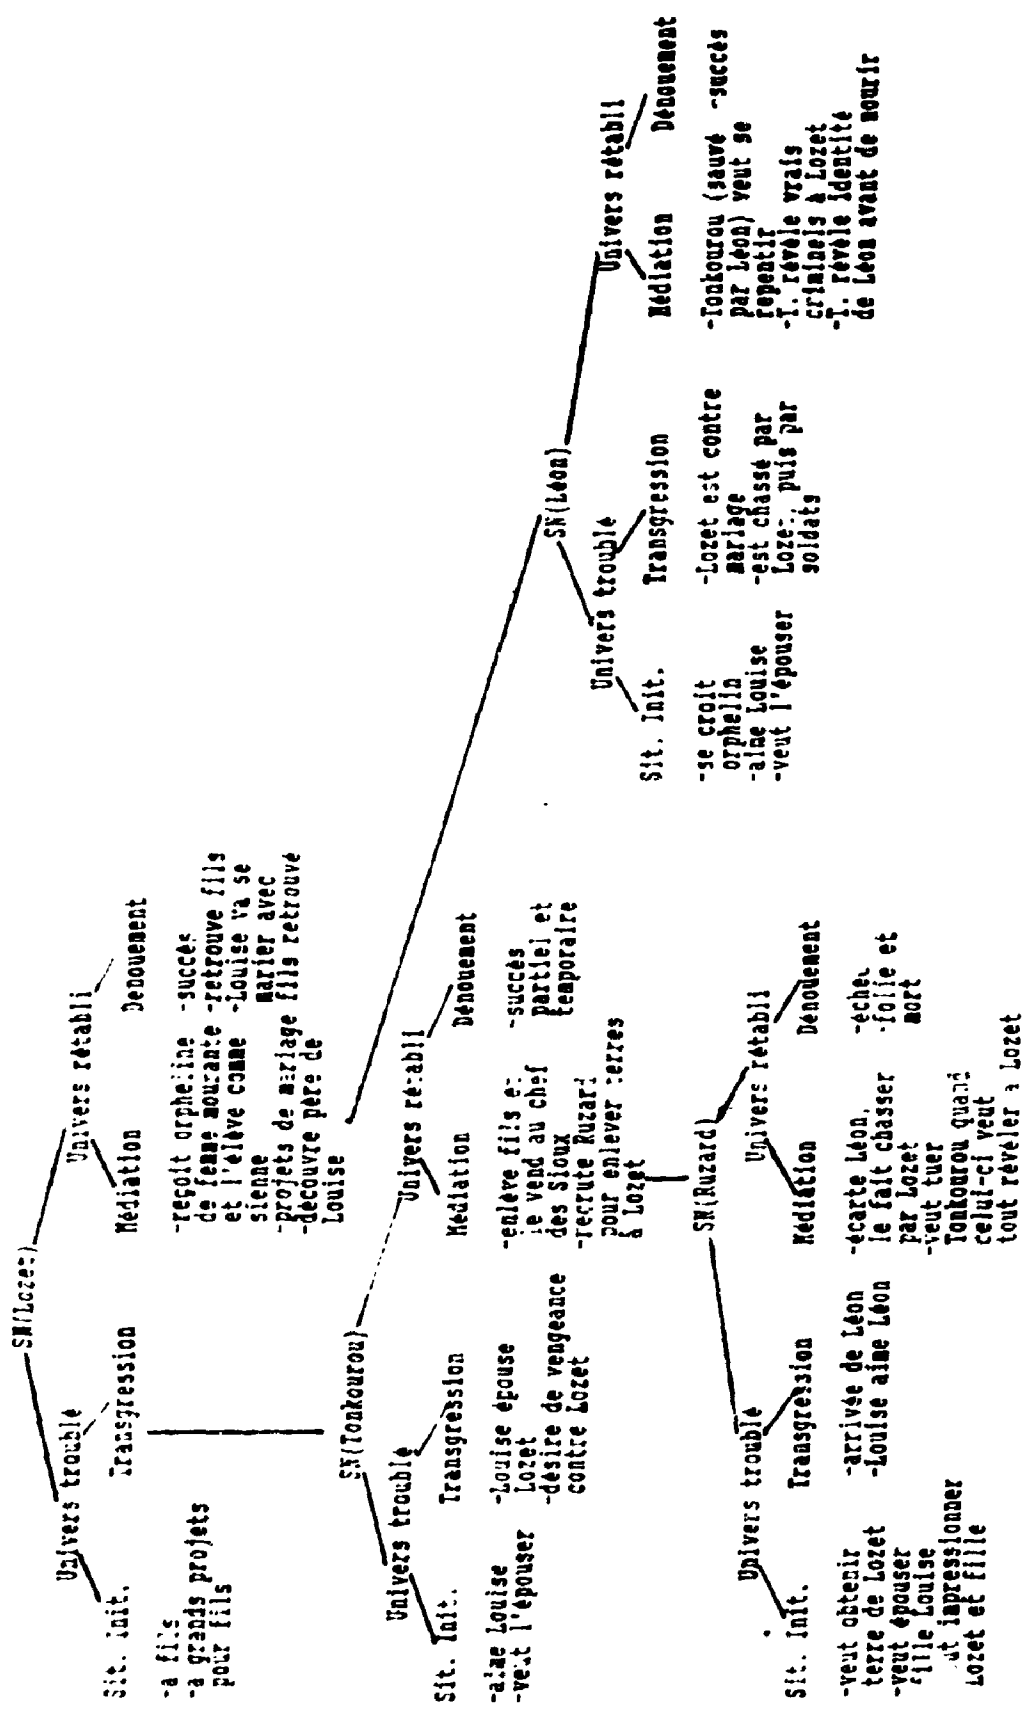 SN(Lozet)
Univers troublé
Univers rétabli
Sit. Init.
Transgression
Médiation
Dénouement
-a fils
-a grands projets
pour fils
-reçoit orpheline
de femme mourante
et l'élève comme
sienne
-projets de mariage
-découvre père de
Louise
-succès
-retrouve fils
-Louise va se
marier avec
fils retrouvé
SN(Tonkourou)
Univers troublé
Univers rétabli
Sit. Init.
Transgression
Médiation
Dénouement
-aime Louise
-veut l'épouser
-Louise épouse
Lozet
-désire de vengeance
contre Lozet
-enlève fils et
le vend au chef
des Sioux
-recrute Ruzard
pour enlever terres
à Lozet
-succès
partiel et
temporaire
SN(Ruzard)
Univers troublé
Univers rétabli
Sit. Init.
Transgression
Médiation
Dénouement
-veut obtenir
terre de Lozet
-veut épouser
fille Louise
ut impressionner
Lozet et fille
-arrivée de Léon
-Louise aime Léon
-écarte Léon,
le fait chasser
par Lozet
-veut tuer
Tonkourou quand
celui-ci veut
tout révéler à Lozet
-échec
-folie et
mort
SN(Léon)
Univers troublé
Univers rétabli
Sit. Init.
Transgression
Médiation
Dénouement
-se croit
orphelin
-aime Louise
-veut l'épouser
-Lozet est contre
mariage
-est chassé par
Lozet, puis par
soldats
-Tonkourou (sauvé
par Léon) veut se
repentir
-T. révèle vrais
criminels à Lozet
-T. révèle identité
de Léon avant de mourir
-succès